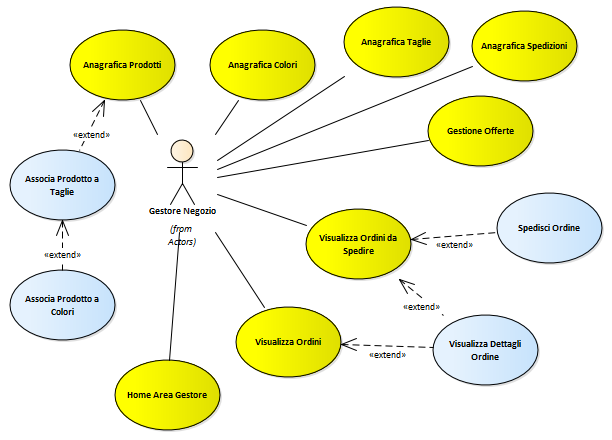 Anagrafica Taglie
Anagrafica Spedizioni
Anagrafica Prodotti
Anagrafica Colori
Gestione Offerte
«extend»
Associa Prodotto a
Taglie
Gestore Negozio
(from
Actors)
Spedisci Ordine
Visualizza Ordini da
Spedire
«extend»
«extend»
Associa Prodotto a
Colori
«extend»
Visualizza Ordini
Visualizza Dettagli
Ordine
«extend»
Home Area Gestore